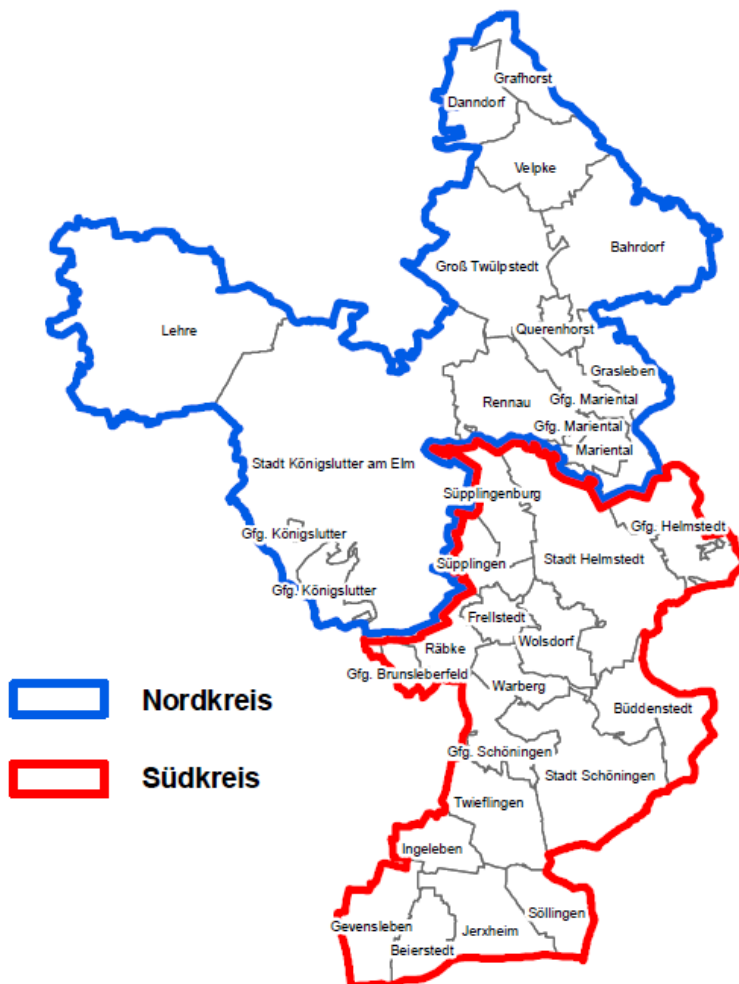 Grafhorst
Danndorf
Velpke
Bahrdorf
Groß Twülpstedt
Lehre
Querenhorst
Grasleben
Rennau
Gfg. Mariental
Gfg. Mariental
Mariental
Stadt Königslutter am Elm
Süpplingenburg
Gfg. Helmstedt
Gfg. Königslutter
Süpplingen
Stadt Helmstedt
Gfg. Königslutter
Frellstedt
Wolsdorf
Räbke
Gfg. Brunsleberfeld
Warberg
Büddenstedt
Nordkreis
Gfg. Schöningen
Stadt Schöningen
Südkreis
Twieflingen
Ingeleben
Söllingen
Gevensleben
Jerxheim
Beierstedt